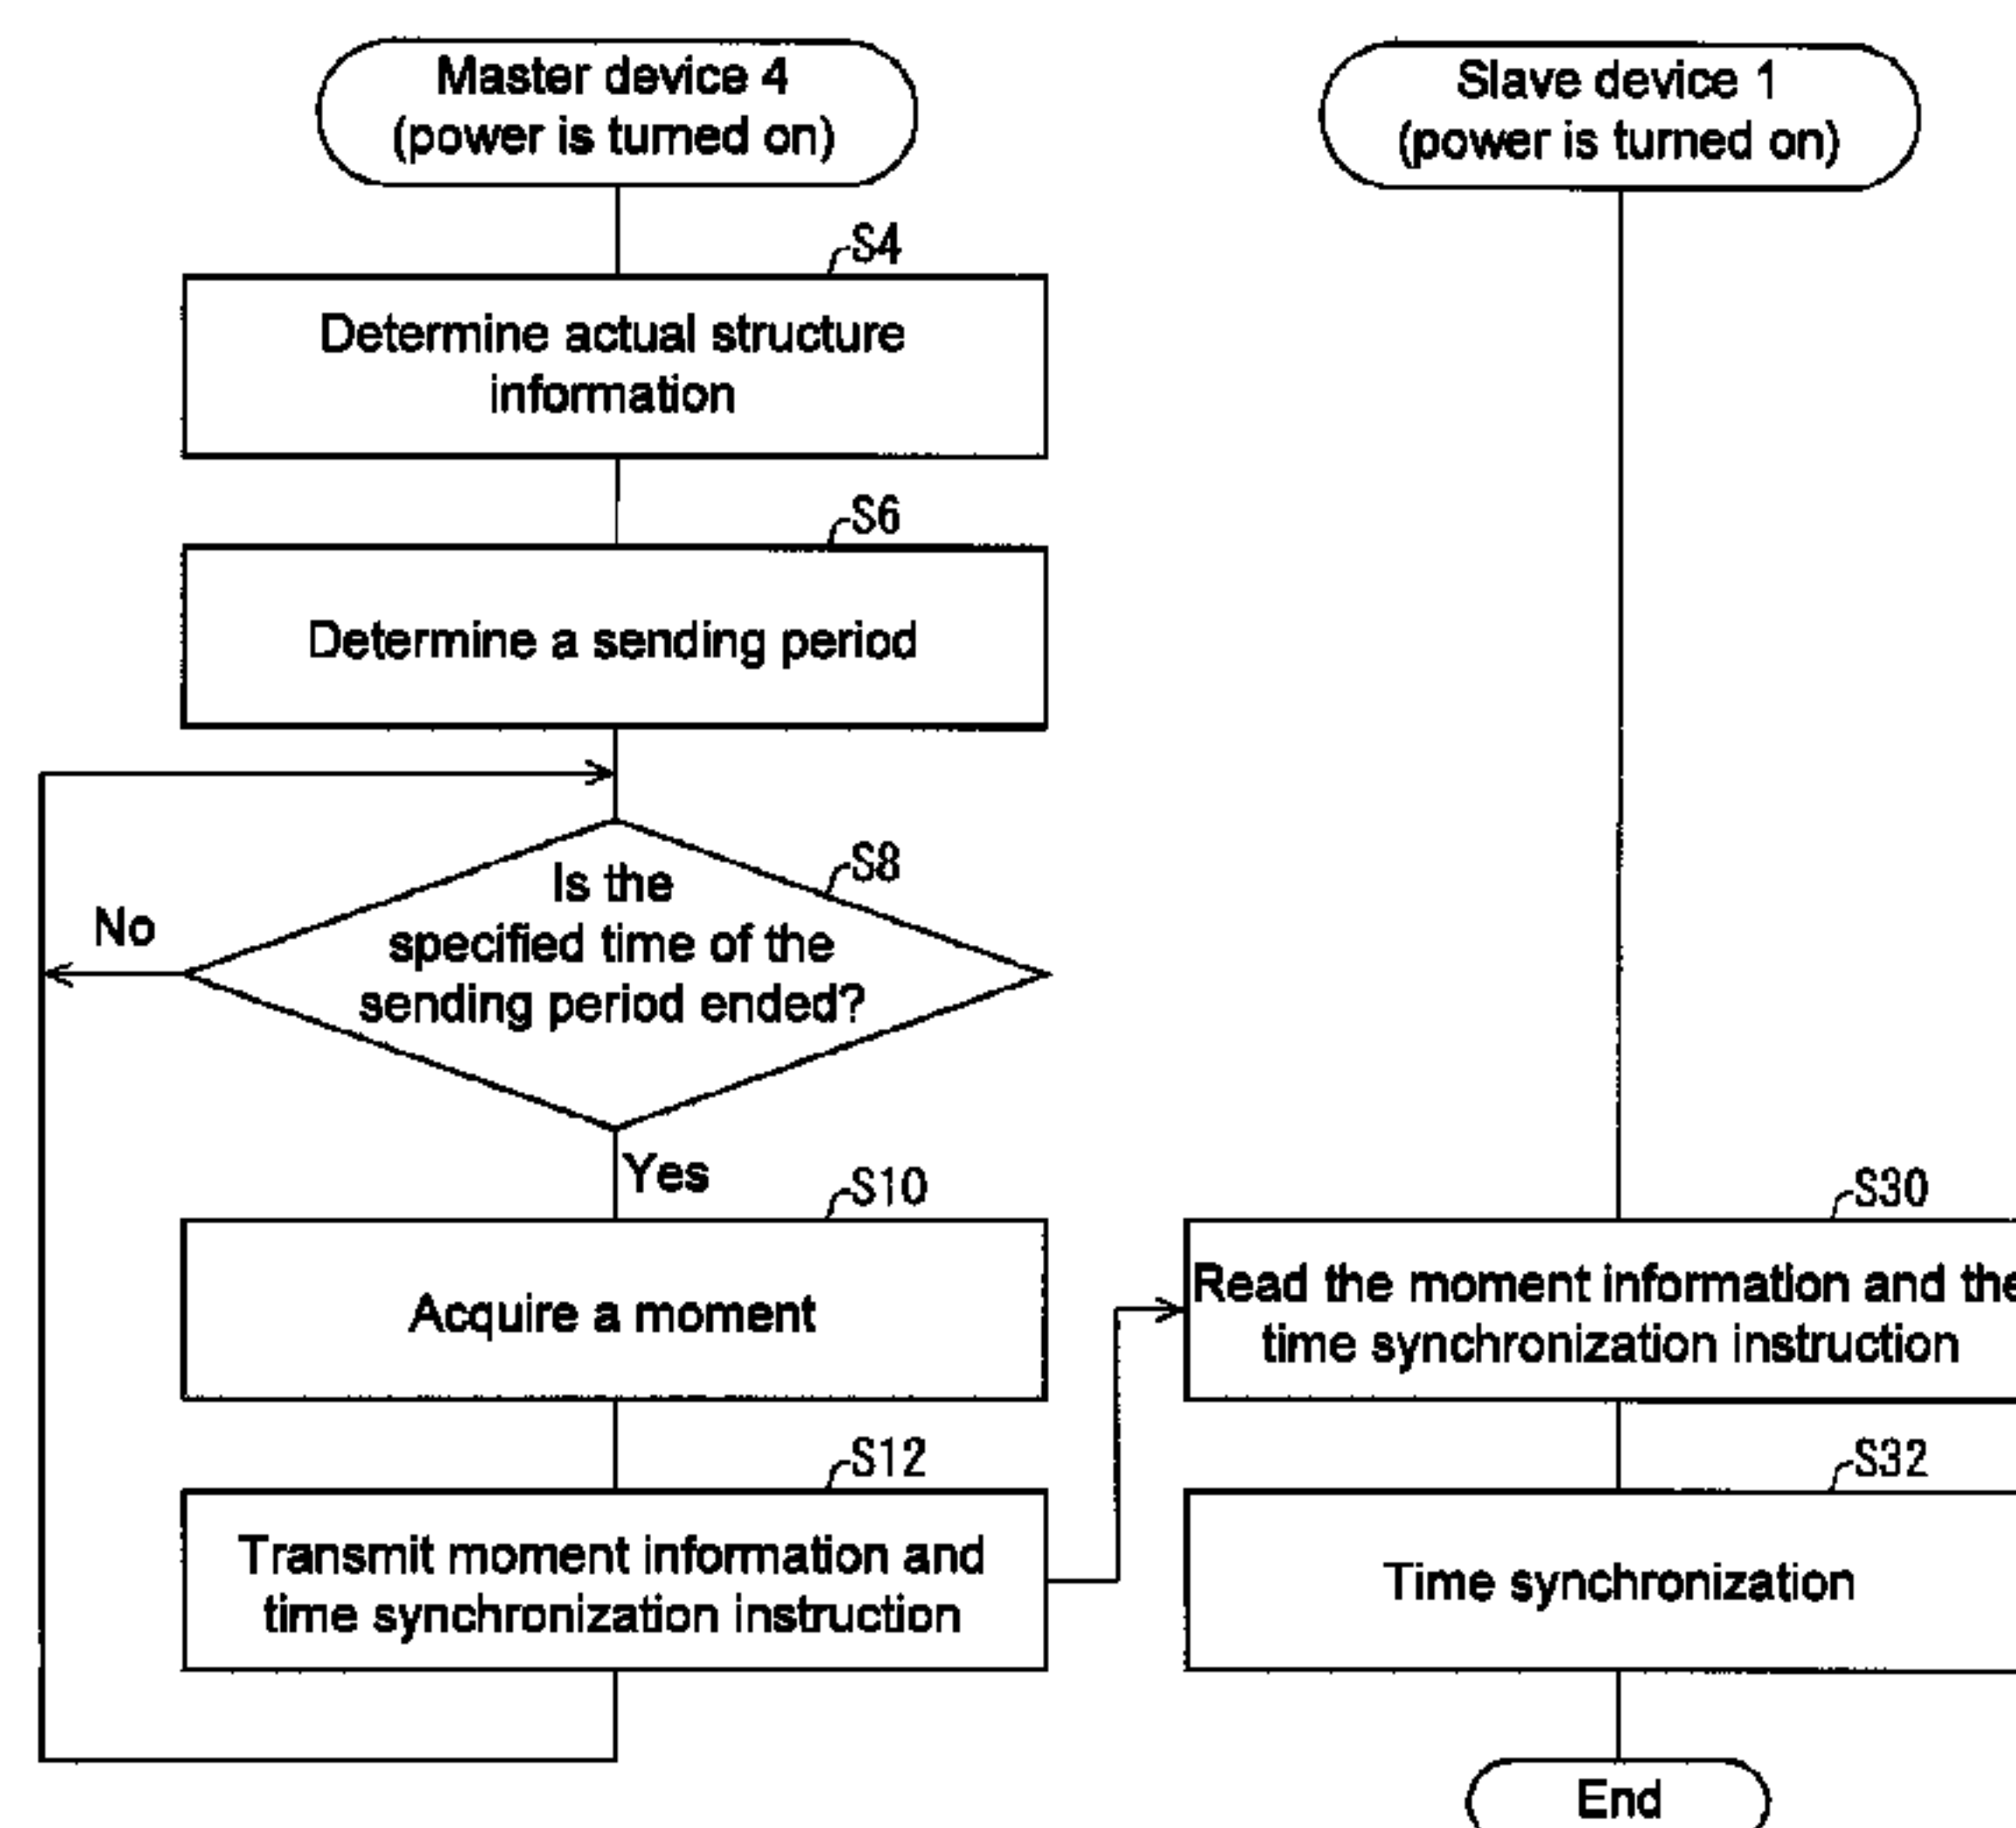 Master device 4
(power is turned on)
S4
Determine actual structure
information
S6
Determine a sending period
S8
Is the
specified time of the
sending period ended?
No
Yes
S10
Acquire a moment
S12
Transmit moment information and
time synchronization instruction
Slave device 1
(power is turned on)
S30
Read the moment information and the
time synchronization instruction
S32
Time synchronization
End